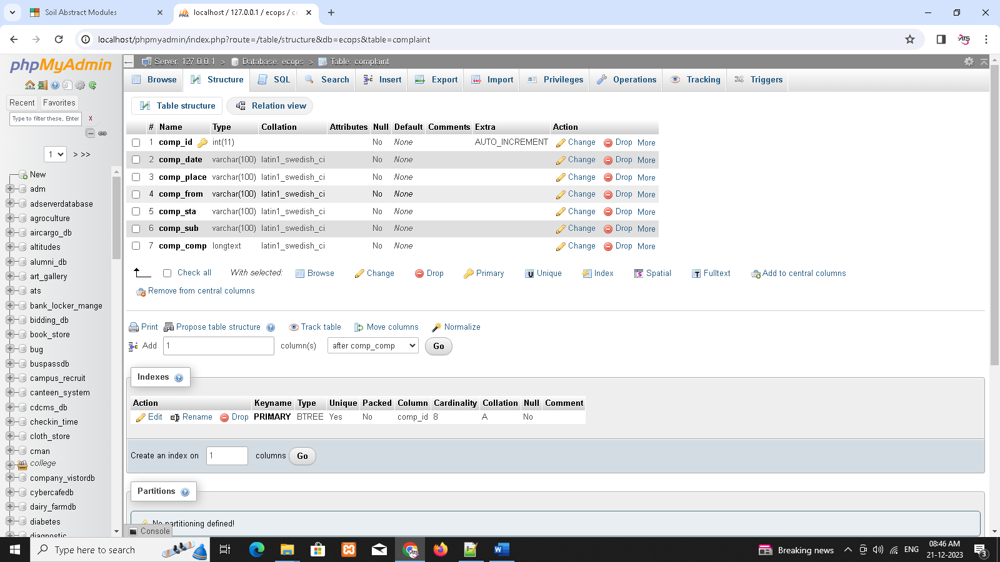 Soil Abstract Modules
localhost / 127.0.0.1 / ecops / co
localhost/phpmyadmin/index.php?route=/table/structure&db=ecops&table=complaint
phpMyAdmin
Server: 127.0.0.1 » Database: ecops » Table: complaint
Browse Structure SQL Search Insert Export Import Privileges Operations Tracking Triggers
Recent Favorites
Type to filter these, Enter X
1 > >>
New
adm
adserverdatabase
agroculture
aircargo_db
altitudes
alumni_db
art_gallery
ats
bank_locker_mange
bidding_db
book_store
bug
buspassdb
campus_recruit
canteen_system
cdcms_db
checkin_time
cloth_store
cman
college
company_vistordb
cybercafedb
dairy_farmdb
diabetes
diagnostic
Table structure Relation view
# Name Type Collation Attributes Null Default Comments Extra Action
1 comp_id int(11) No None AUTO_INCREMENT Change Drop More
2 comp_date varchar(100) latin1_swedish_ci No None Change Drop More
3 comp_place varchar(100) latin1_swedish_ci No None Change Drop More
4 comp_from varchar(100) latin1_swedish_ci No None Change Drop More
5 comp_sta varchar(100) latin1_swedish_ci No None Change Drop More
6 comp_sub varchar(100) latin1_swedish_ci No None Change Drop More
7 comp_comp longtext latin1_swedish_ci No None Change Drop More
Check all With selected: Browse Change Drop Primary Unique Index Spatial Fulltext Add to central columns
Remove from central columns
Print Propose table structure Track table Move columns Normalize
Add 1 column(s) after comp_comp Go
Indexes
Action Keyname Type Unique Packed Column Cardinality Collation Null Comment
Edit Rename Drop PRIMARY BTREE Yes No comp_id 8 A No
Create an index on 1 columns Go
Partitions
No partitioning defined!
Console
Type here to search
Breaking news
ENG
08:46 AM
21-12-2023
3